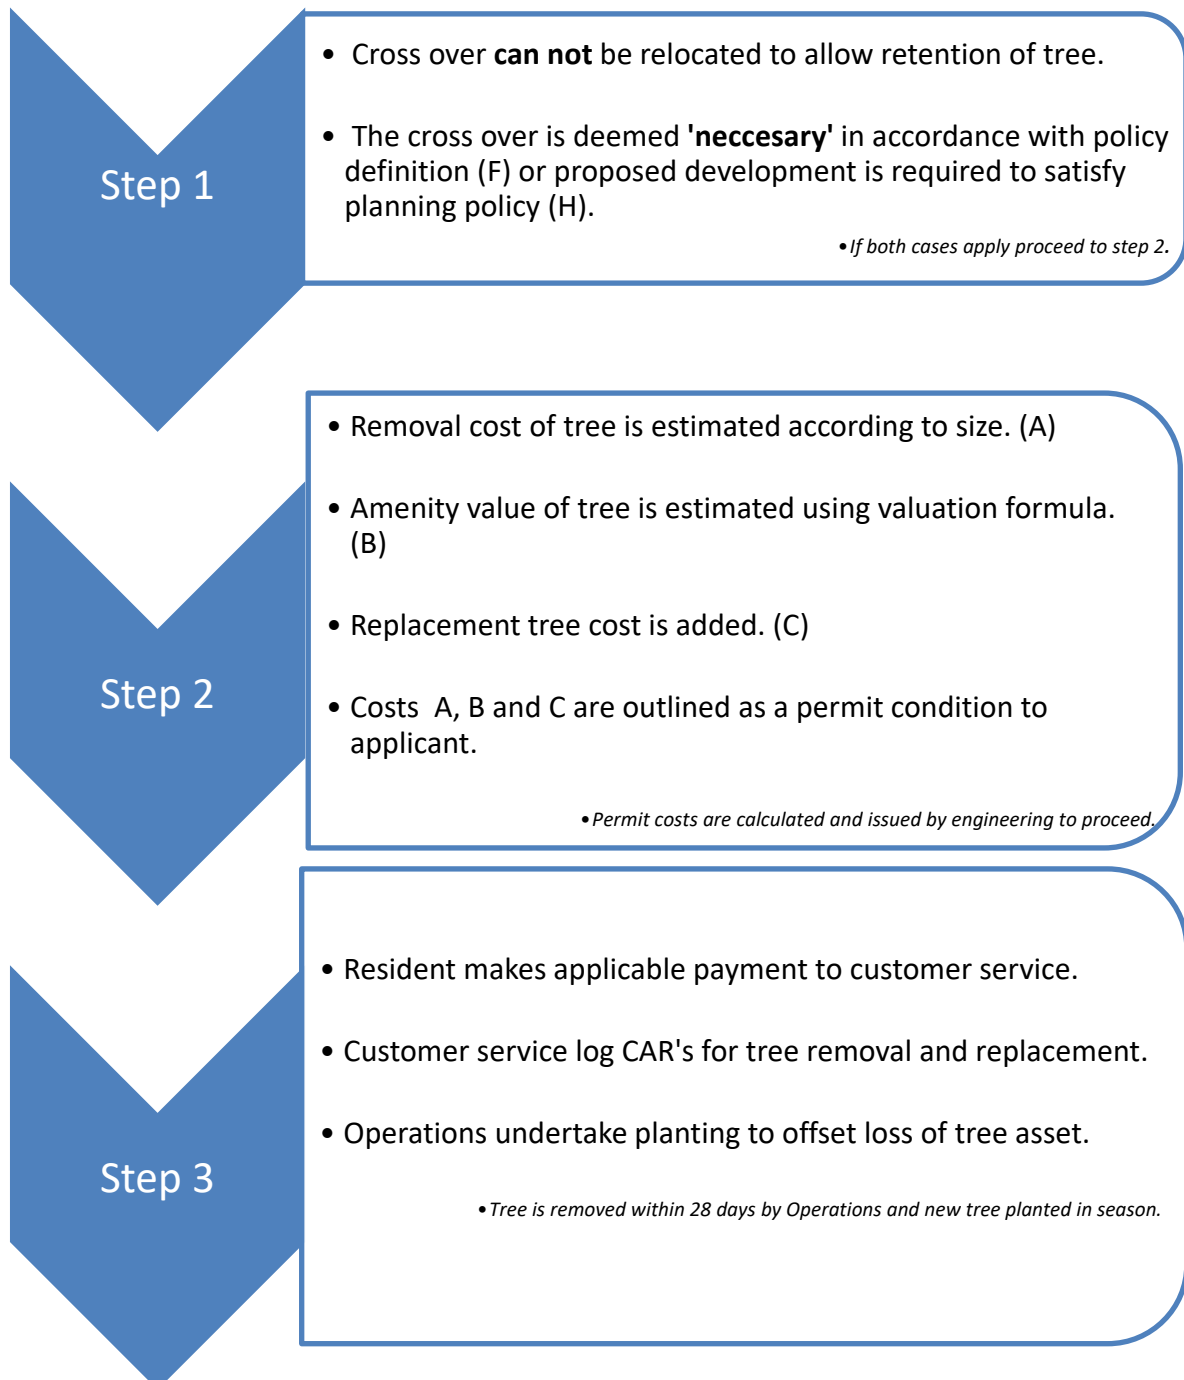 Step 1
• Cross over can not be relocated to allow retention of tree.
• The cross over is deemed 'neccesary' in accordance with policy
definition (F) or proposed development is required to satisfy
planning policy (H).
• If both cases apply proceed to step 2.
Step 2
• Removal cost of tree is estimated according to size. (A)
• Amenity value of tree is estimated using valuation formula.
(B)
• Replacement tree cost is added. (C)
• Costs A, B and C are outlined as a permit condition to
applicant.
• Permit costs are calculated and issued by engineering to proceed.
Step 3
• Resident makes applicable payment to customer service.
• Customer service log CAR's for tree removal and replacement.
• Operations undertake planting to offset loss of tree asset.
• Tree is removed within 28 days by Operations and new tree planted in season.